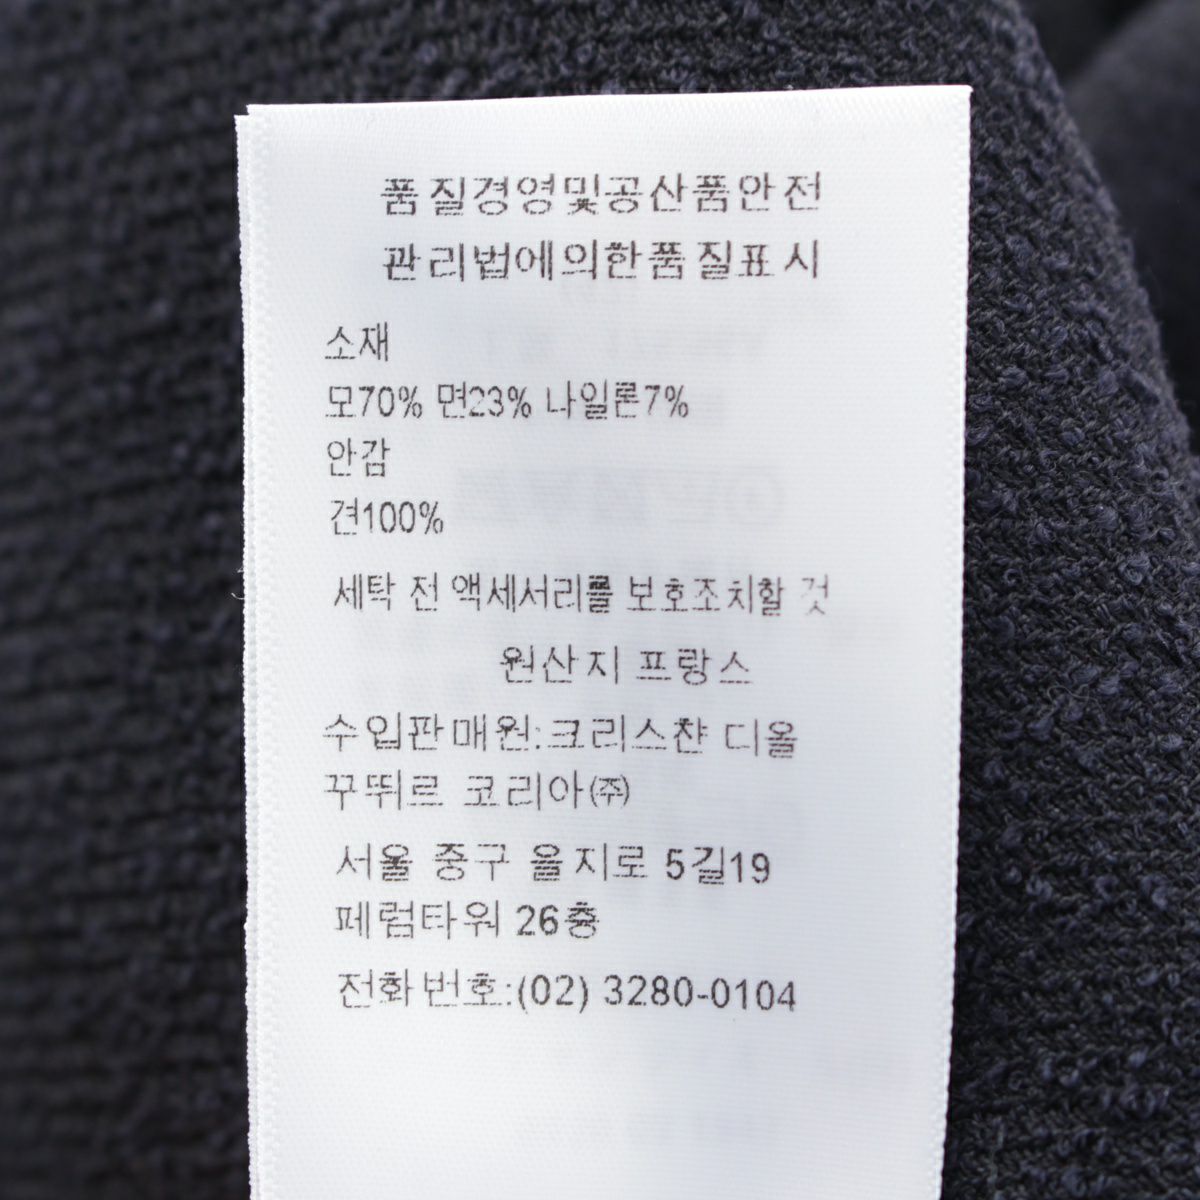 품질경영및공산품안전
관리법에의한품질표시
소재
모70% 면23% 나일론7%
안감
견100%
세탁 전 액세서리를 보호조치할 것
원산지 프랑스
수입판매원:크리스챤 디올
꾸뛰르 코리아㈜
서울 중구 을지로 5길19
페럼타워 26층
전화번호:(02) 3280-0104